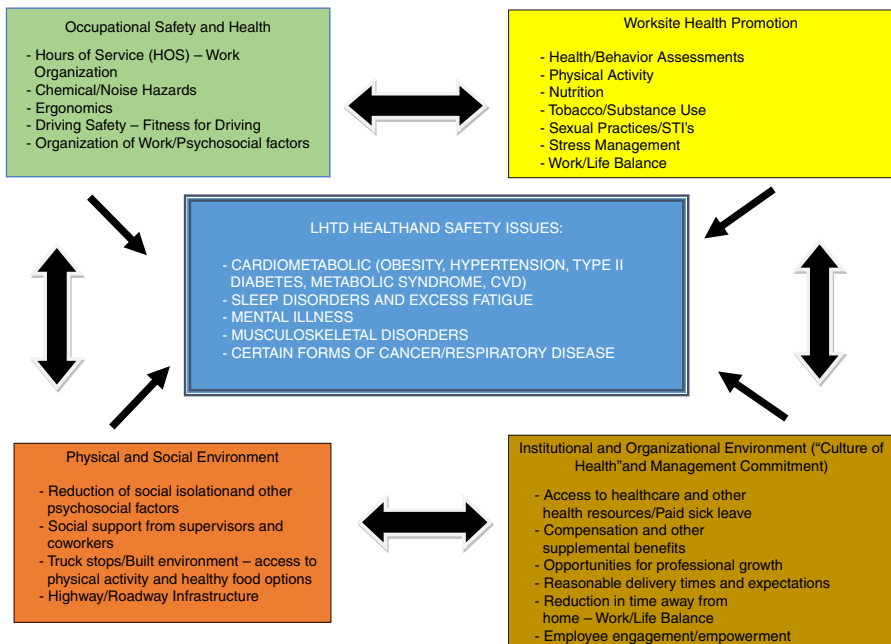 Occupational Safety and Health
- Hours of Service (HOS) – Work
Organization
- Chemical/Noise Hazards
- Ergonomics
- Driving Safety – Fitness for Driving
- Organization of Work/Psychosocial factors
Worksite Health Promotion
- Health/Behavior Assessments
- Physical Activity
- Nutrition
- Tobacco/Substance Use
- Sexual Practices/STI's
- Stress Management
- Work/Life Balance
LHTD HEALTHAND SAFETY ISSUES:
- CARDIOMETABOLIC (OBESITY, HYPERTENSION, TYPE II
DIABETES, METABOLIC SYNDROME, CVD)
- SLEEP DISORDERS AND EXCESS FATIGUE
- MENTAL ILLNESS
- MUSCULOSKELETAL DISORDERS
- CERTAIN FORMS OF CANCER/RESPIRATORY DISEASE
Physical and Social Environment
- Reduction of social isolationand other
psychosocial factors
- Social support from supervisors and
coworkers
- Truck stops/Built environment – access to
physical activity and healthy food options
- Highway/Roadway Infrastructure
Institutional and Organizational Environment (“Culture of
Health”and Management Commitment)
- Access to healthcare and other
health resources/Paid sick leave
- Compensation and other
supplemental benefits
- Opportunities for professional growth
- Reasonable delivery times and expectations
- Reduction in time away from
home – Work/Life Balance
- Employee engagement/empowerment